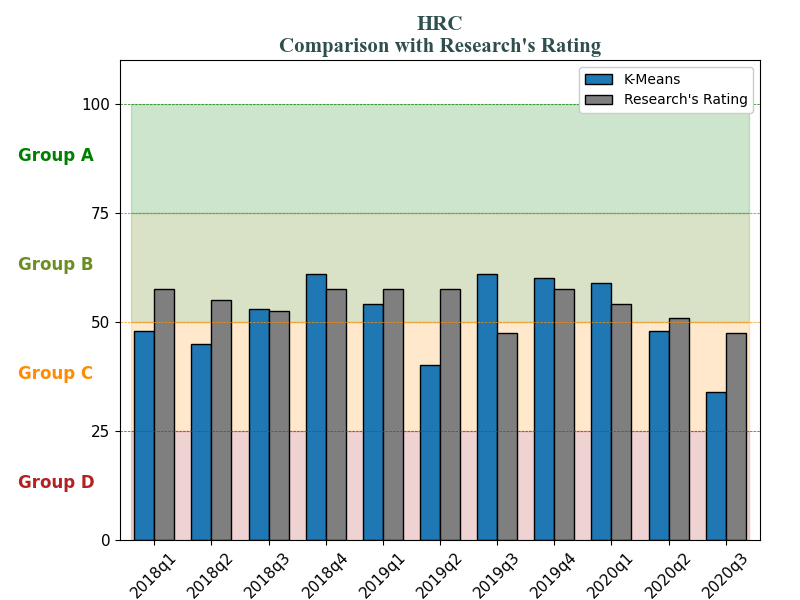 HRC
Comparison with Research's Rating
K-Means
Research's Rating
100
Group A
75
Group B
50
Group C
25
Group D
0
2018q1
2018q2
2018q3
2018q4
2019q1
2019q2
2019q3
2019q4
2020q1
2020q2
2020q3